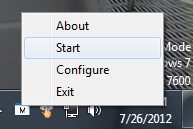 About
Start
Configure
Exit
Mode
ows 7
7600
M
7/26/2012